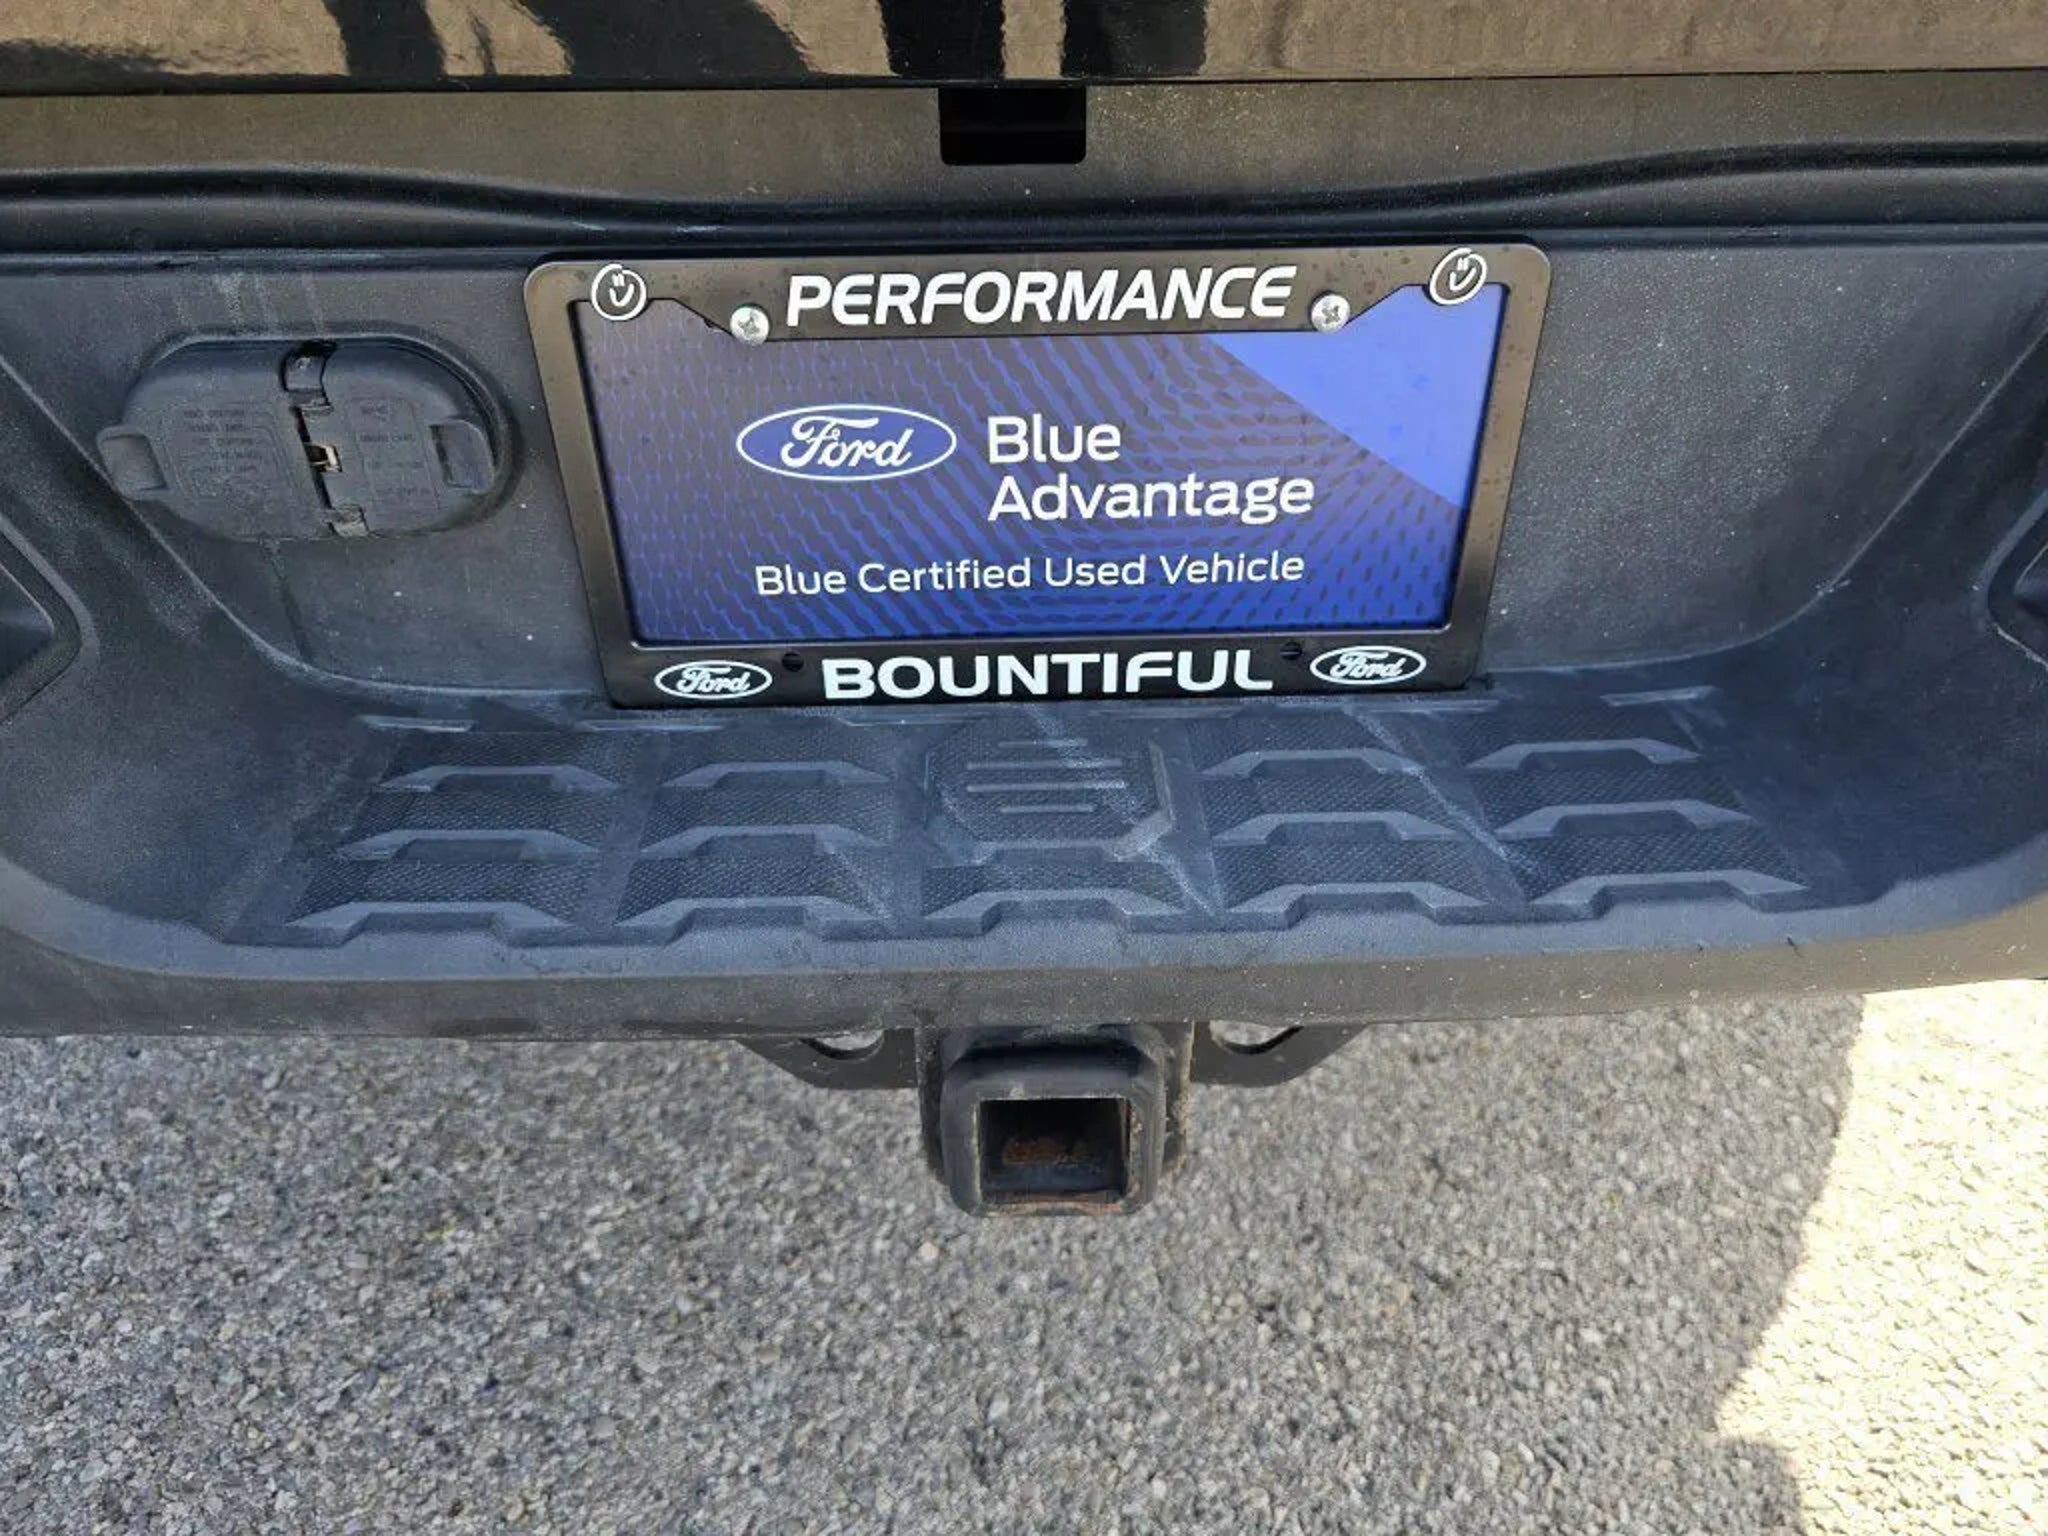 PERFORMANCE
Ford
Blue
Advantage
Blue Certified Used Vehicle
Ford BOUNTIFUL Ford